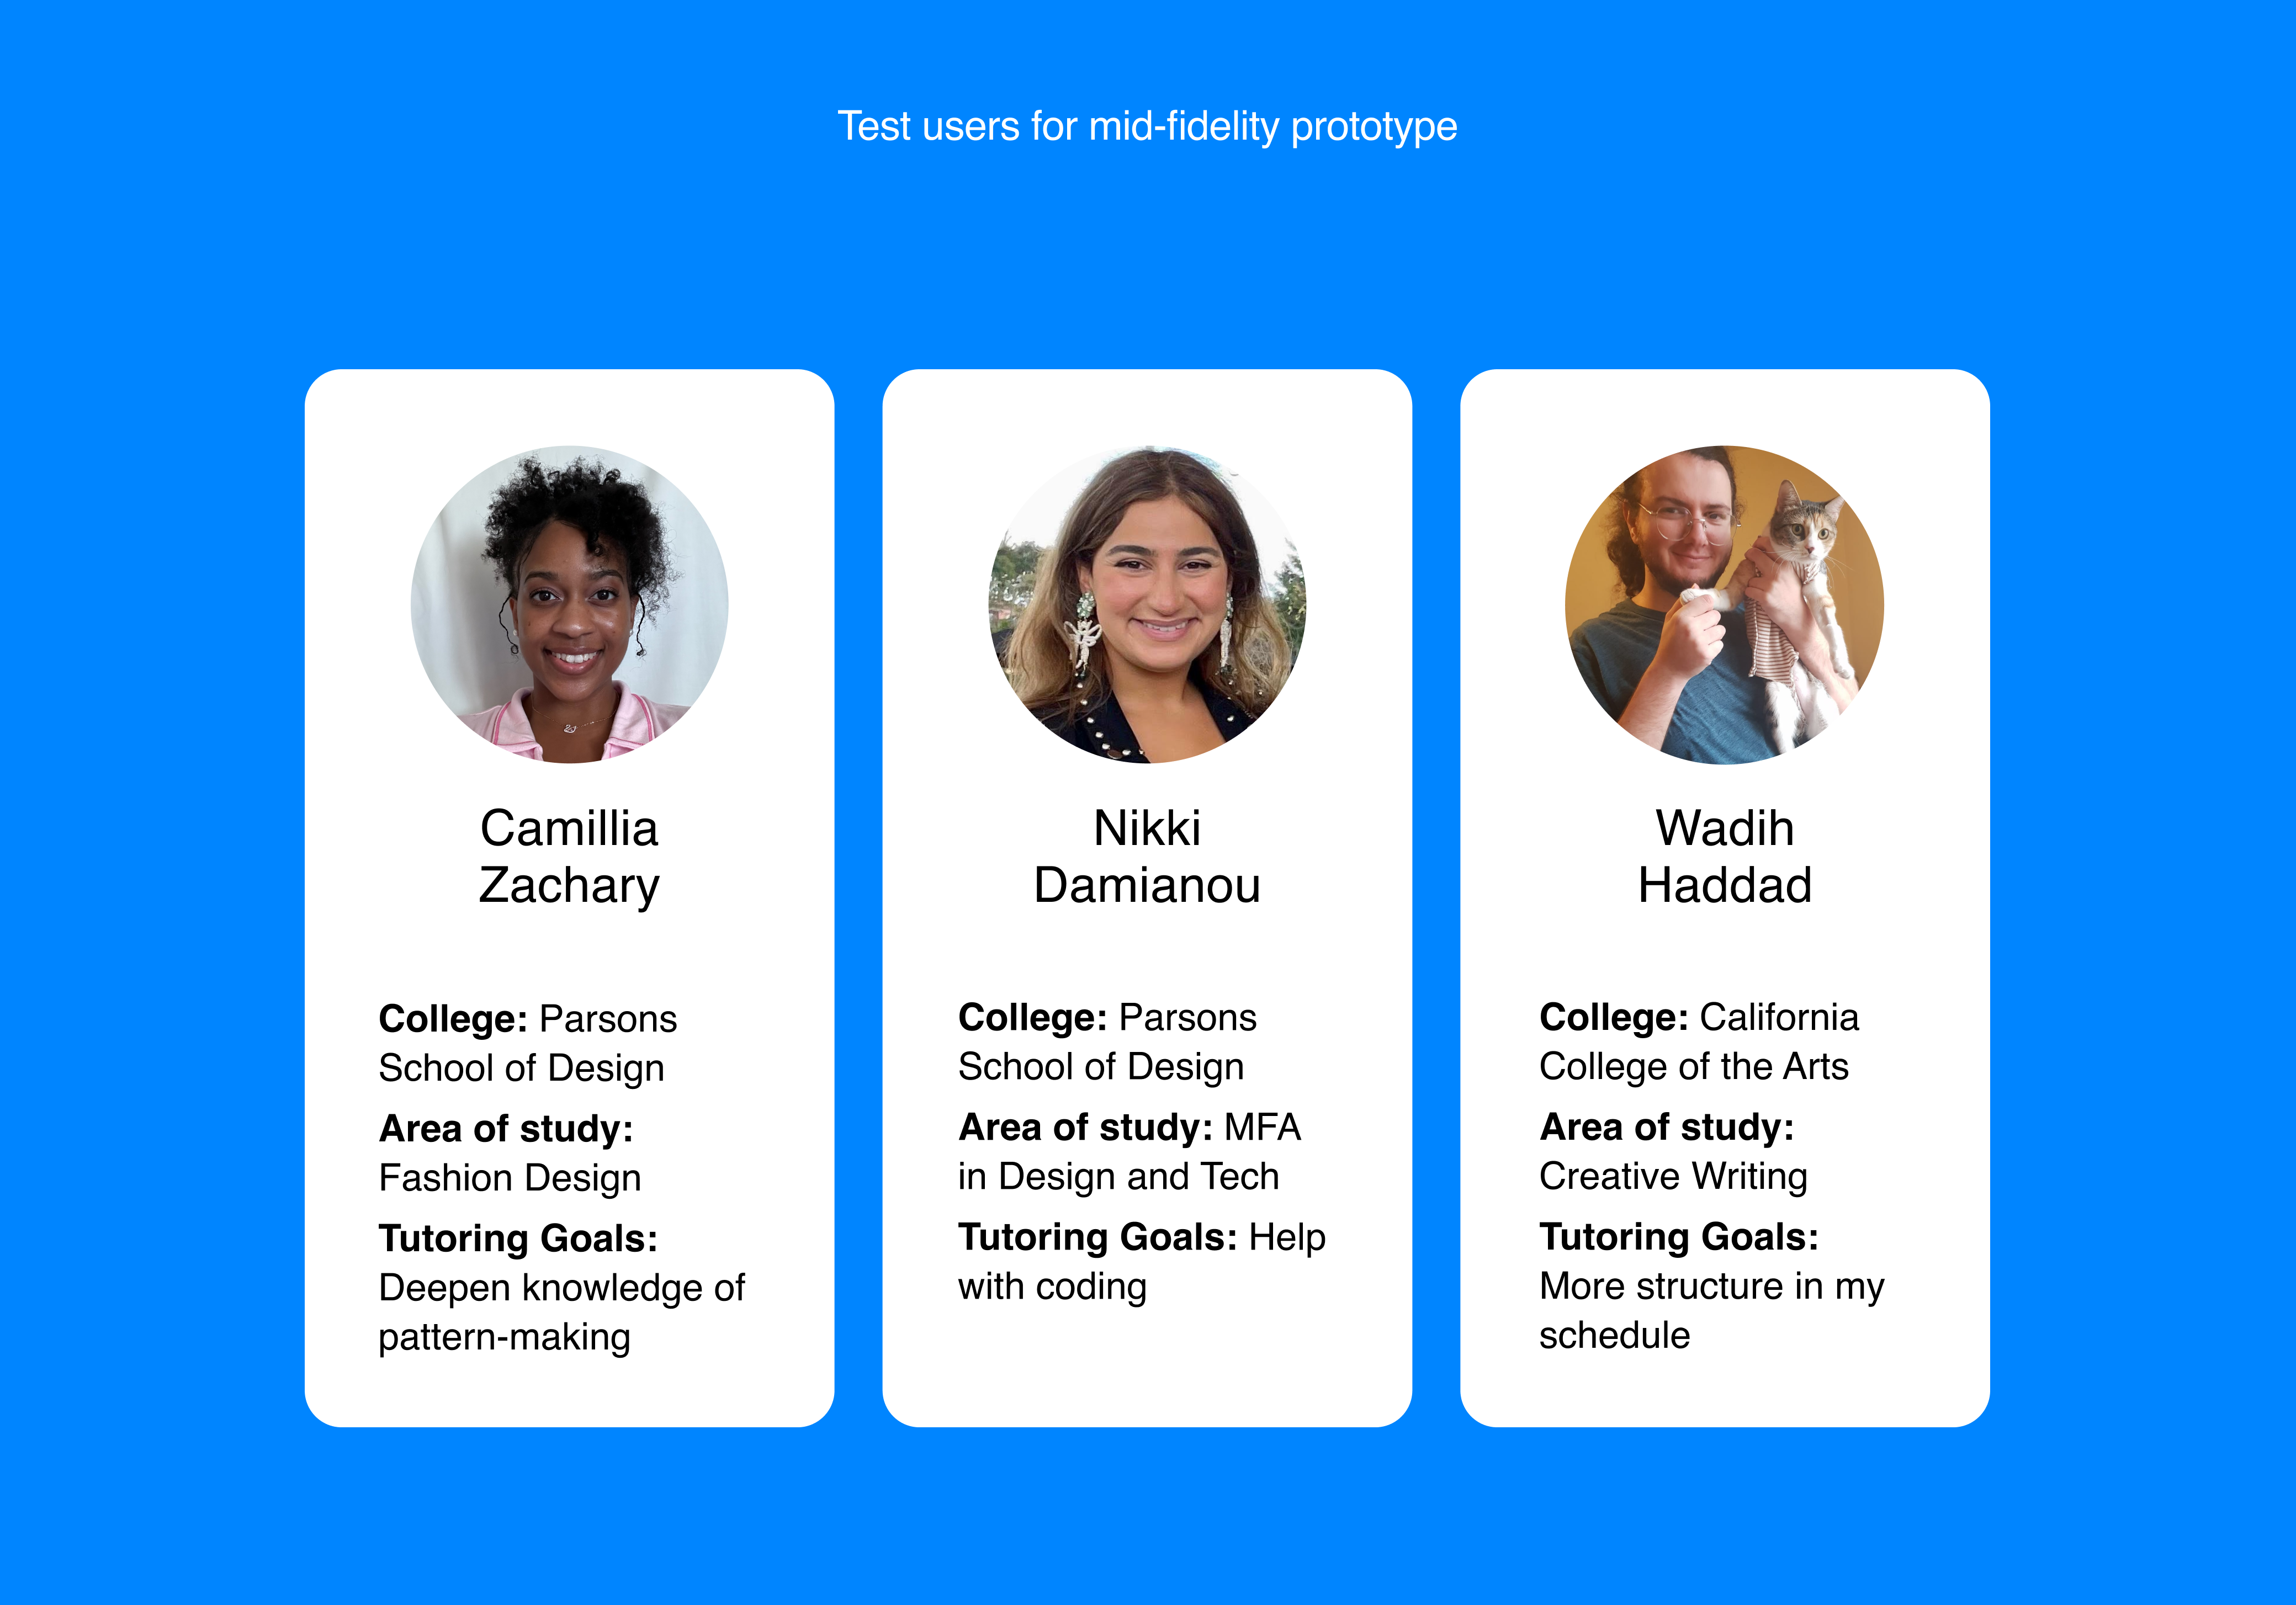 Test users for mid-fidelity prototype
Camillia
Zachary
College: Parsons
School of Design
Area of study:
Fashion Design
Tutoring Goals:
Deepen knowledge of
pattern-making
Nikki
Damianou
College: Parsons
School of Design
Area of study: MFA
in Design and Tech
Tutoring Goals: Help
with coding
Wadih
Haddad
College: California
College of the Arts
Area of study:
Creative Writing
Tutoring Goals:
More structure in my
schedule